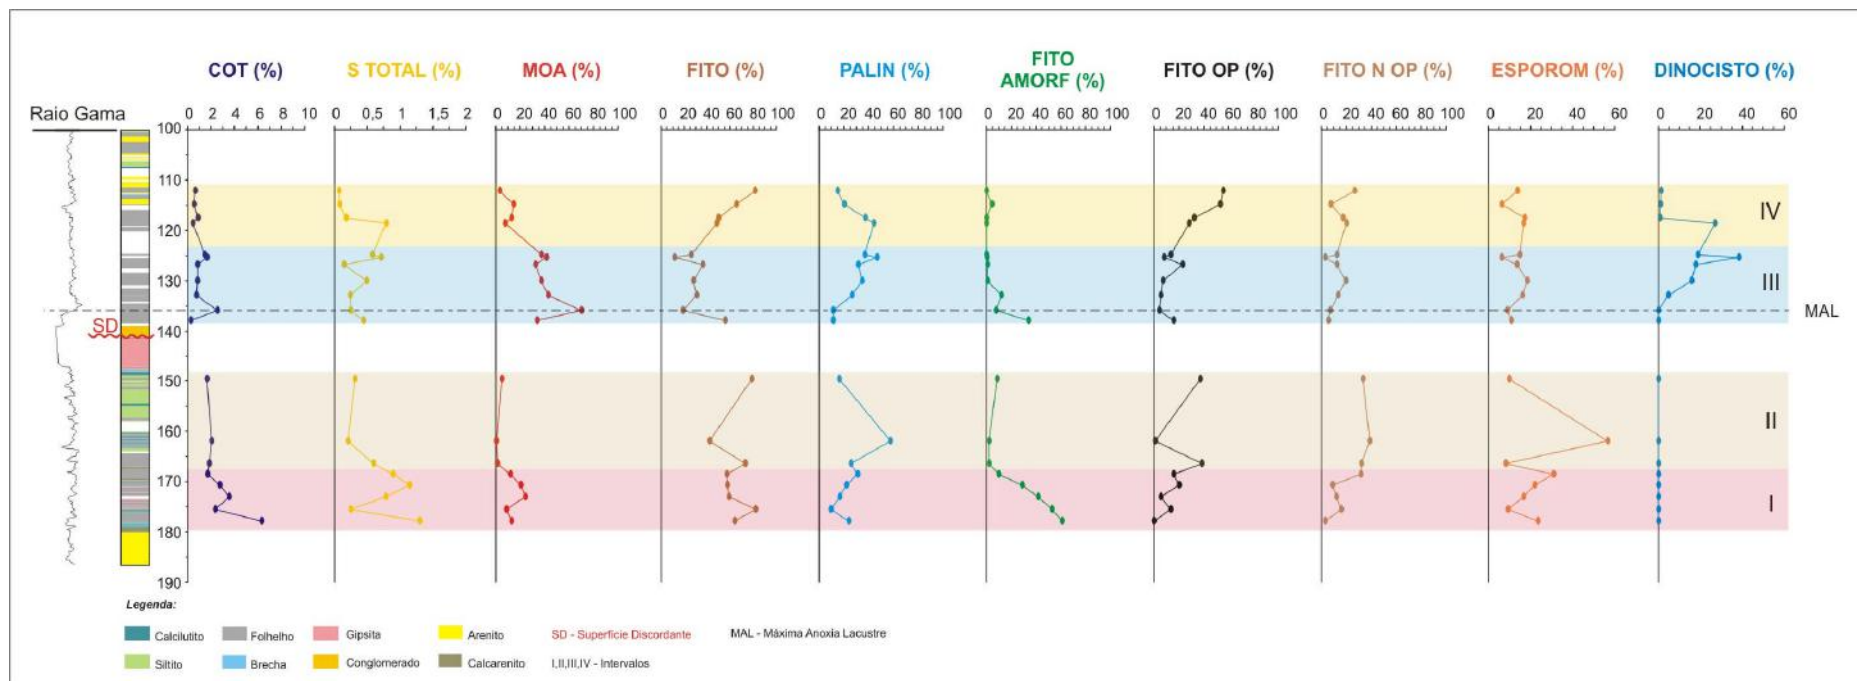 COT (%) S TOTAL (%) MOA (%) FITO (%) PALIN (%) FITO AMORF (%) FITO OP (%) FITO N OP (%) ESPOROM (%) DINOCISTO (%)
Raio Gama
0 2 4 6 8 10 0 0,5 1 1,5 2 0 20 40 60 80 100 0 20 40 60 80 100 0 20 40 60 80 100 0 20 40 60 80 100 0 20 40 60 80 100 0 20 40 60 80 100 0 20 40 60 0 20 40 60
100
110
IV
120
130
III
MAL
SD
140
150
II
160
170
I
180
190
Legenda:
Calcilutito Folhelho Gipsita Arenito SD - Superfície Discordante MAL - Máxima Anoxia Lacustre
Siltito Brecha Conglomerado Calcarenito I,II,III,IV - Intervalos